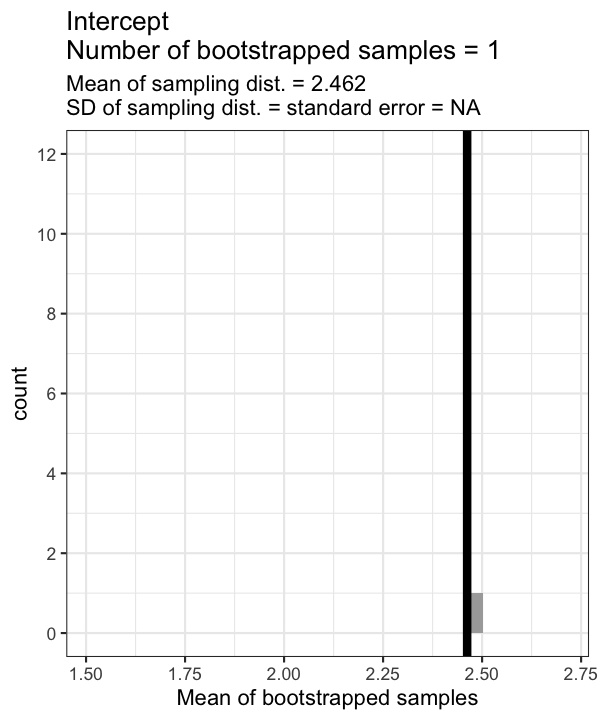 Intercept
Number of bootstrapped samples = 1
Mean of sampling dist. = 2.462
SD of sampling dist. = standard error = NA
12
10
8
6
4
2
0
count
1.50 1.75 2.00 2.25 2.50 2.75
Mean of bootstrapped samples